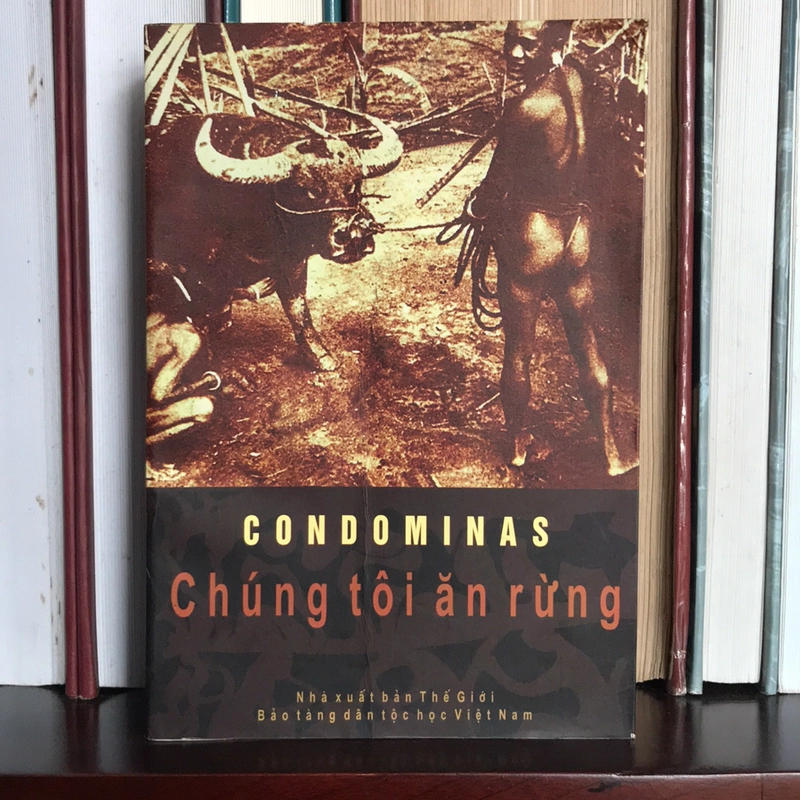 CONDOMINAS
Chúng tôi ăn rừng
Nhà xuất bản Thế Giới
Bảo tàng dân tộc học Việt Nam